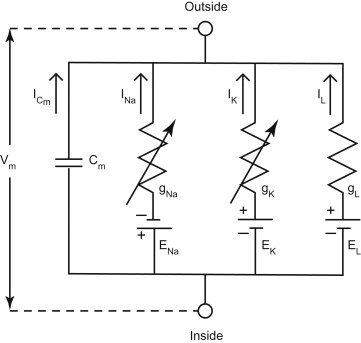 Outside
I_Cm I_Na I_K I_L
V_m
C_m
g_Na g_K g_L
− + + +
+ − − −
E_Na E_K E_L
Inside